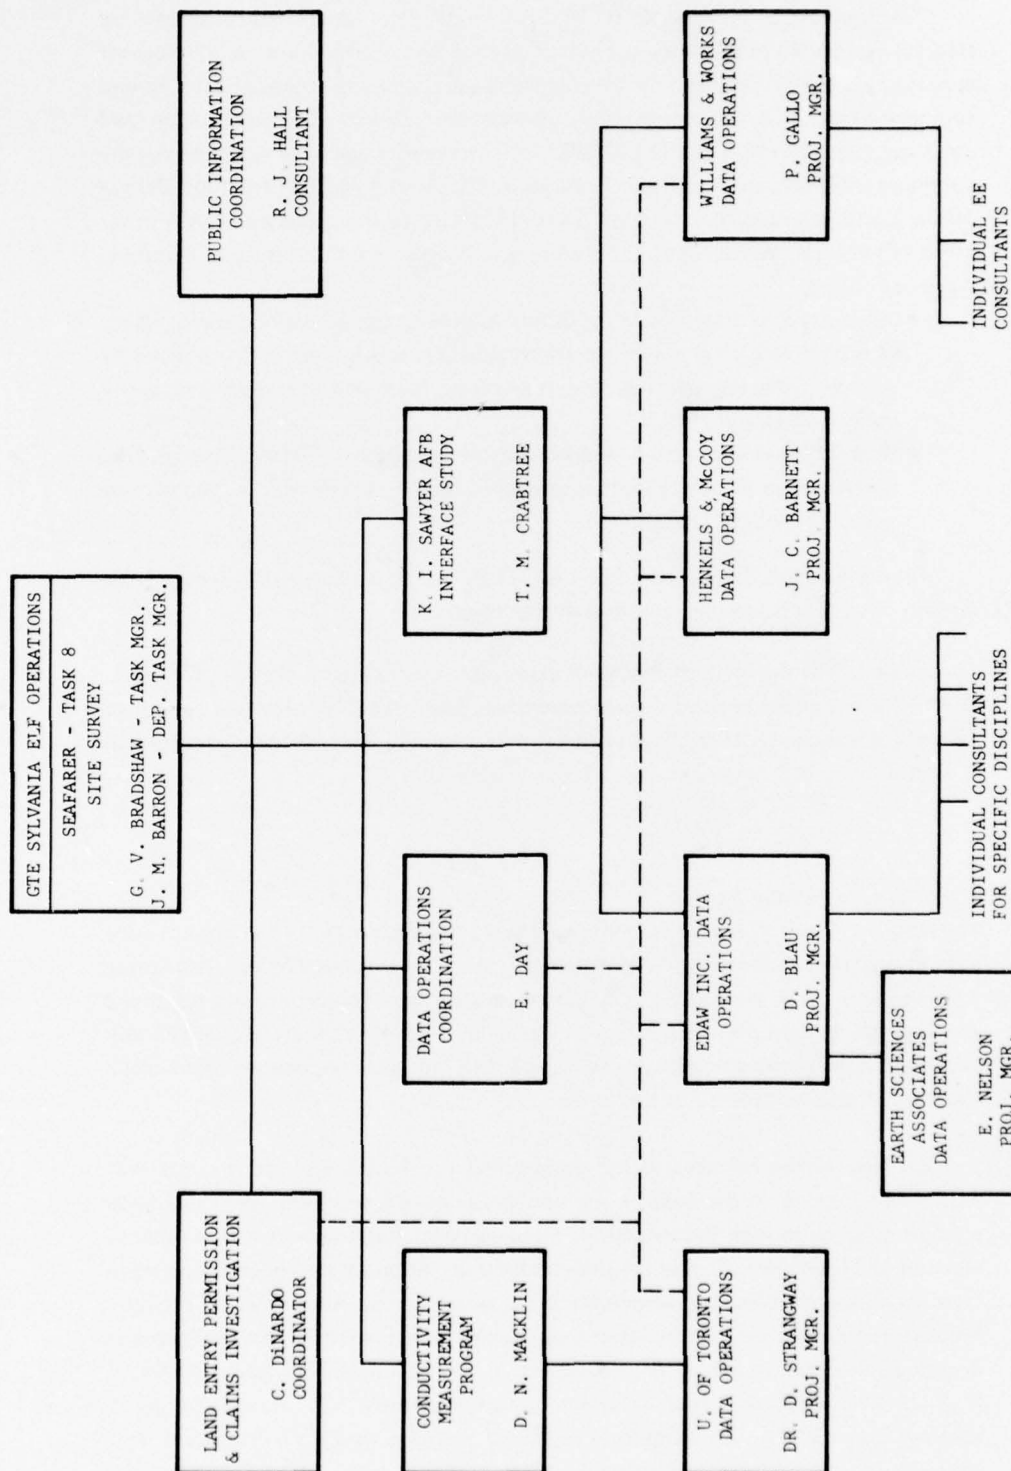 GTE SYLVANIA ELF OPERATIONS
SEAFARER - TASK 8
SITE SURVEY
G. V. BRADSHAW - TASK MGR.
J. M. BARRON - DEP. TASK MGR.
LAND ENTRY PERMISSION
& CLAIMS INVESTIGATION
C. DiNARDO
COORDINATOR
PUBLIC INFORMATION
COORDINATION
R. J. HALL
CONSULTANT
CONDUCTIVITY
MEASUREMENT
PROGRAM
D. N. MACKLIN
DATA OPERATIONS
COORDINATION
E. DAY
K. I. SAWYER AFB
INTERFACE STUDY
T. M. CRABTREE
U. OF TORONTO
DATA OPERATIONS
DR. D. STRANGWAY
PROJ. MGR.
EDAW INC. DATA
OPERATIONS
D. BLAU
PROJ. MGR.
HENKELS & McCOY
DATA OPERATIONS
J. C. BARNETT
PROJ. MGR.
WILLIAMS & WORKS
DATA OPERATIONS
P. GALLO
PROJ. MGR.
EARTH SCIENCES
ASSOCIATES
DATA OPERATIONS
E. NELSON
PROJ. MGR.
INDIVIDUAL CONSULTANTS
FOR SPECIFIC DISCIPLINES
INDIVIDUAL EE
CONSULTANTS